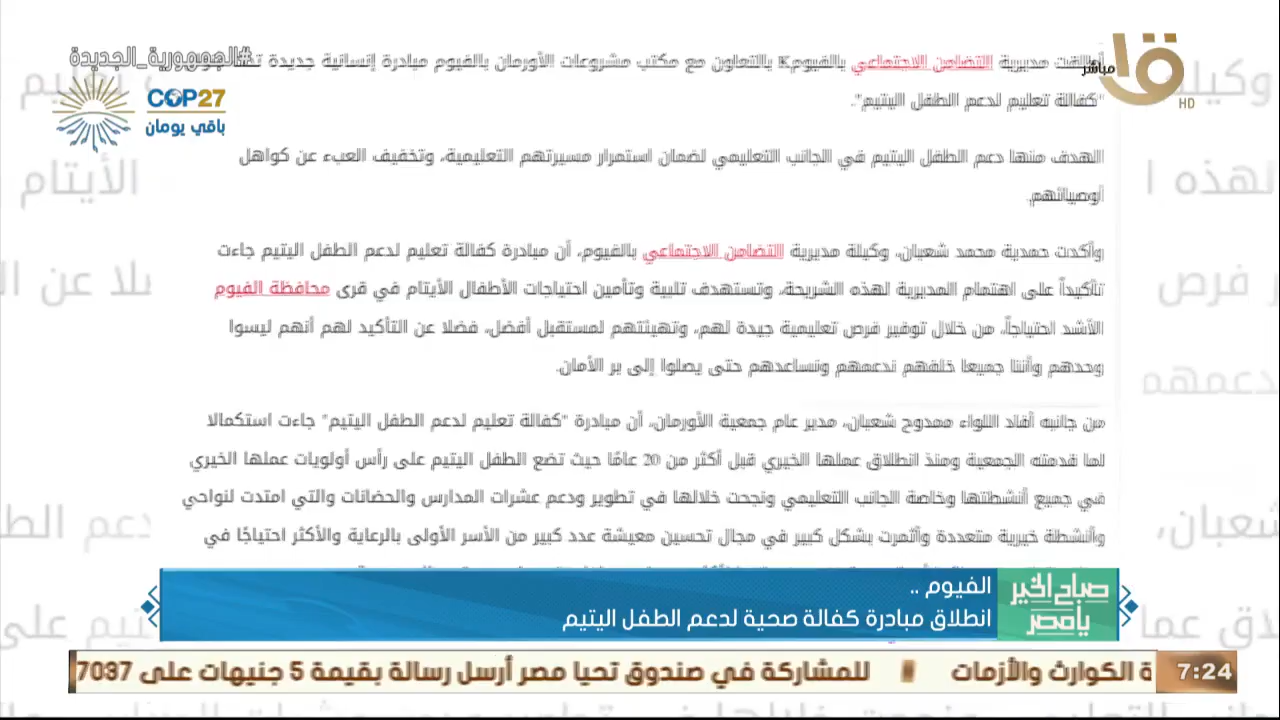 #الجمهورية_الجديدة
COP27
باقي يومان
مباشر
HD
أطلقت مديرية التضامن الاجتماعي بالفيومK بالتعاون مع مكتب مشروعات الأورمان بالفيوم مبادرة إنسانية جديدة
"كفالة تعليم لدعم الطفل اليتيم".
الهدف منها دعم الطفل اليتيم في الجانب التعليمي لضمان استمرار مسيرتهم التعليمية، وتخفيف العبء عن كواهل
أوصيائهم.
وأكدت حمدية محمد شعبان، وكيلة مديرية التضامن الاجتماعي بالفيوم، أن مبادرة كفالة تعليم لدعم الطفل اليتيم جاءت
تأكيداً على اهتمام المديرية لهذه الشريحة، وتستهدف تلبية وتأمين احتياجات الأطفال الأيتام في قرى محافظة الفيوم
الأشد احتياجاً، من خلال توفير فرص تعليمية جيدة لهم، وتهيئتهم لمستقبل أفضل، فضلا عن التأكيد لهم أنهم ليسوا
وحدهم وأننا جميعا خلفهم ندعمهم ونساعدهم حتى يصلوا إلى بر الأمان.
من جانبه أفاد اللواء ممدوح شعبان، مدير عام جمعية الأورمان، أن مبادرة "كفالة تعليم لدعم الطفل اليتيم" جاءت استكمالا
لما قدمته الجمعية ومنذ انطلاق عملها الخيري قبل أكثر من 20 عامًا حيث تضع الطفل اليتيم على رأس أولويات عملها الخيري
في جميع أنشطتها وخاصة الجانب التعليمي ونجحت خلالها في تطوير ودعم عشرات المدارس والحضانات والتي امتدت لنواحي
وأنشطة خيرية متعددة وأثمرت بشكل كبير في مجال تحسين معيشة عدد كبير من الأسر الأولى بالرعاية والأكثر احتياجًا في
صباح الخير يا مصر
الفيوم ..
انطلاق مبادرة كفالة صحية لدعم الطفل اليتيم
7:24
ة الكوارث والأزمات للمشاركة في صندوق تحيا مصر أرسل رسالة بقيمة 5 جنيهات على 7037